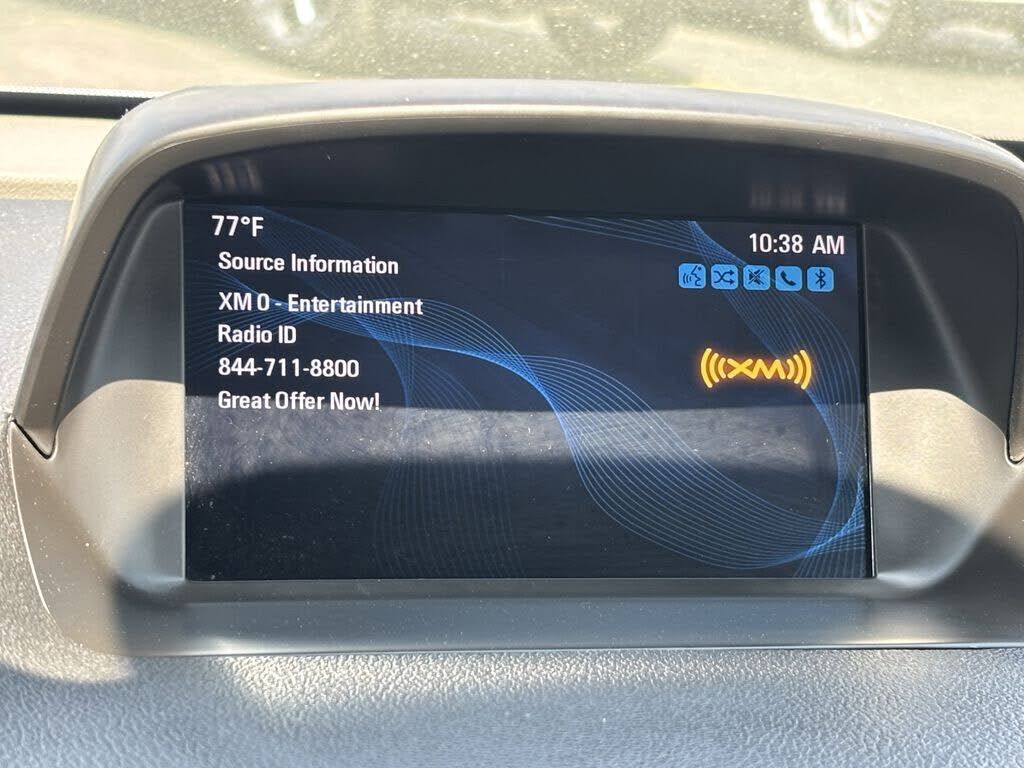 77°F
10:38 AM
Source Information
XM 0 - Entertainment
Radio ID
844-711-8800
XM
Great Offer Now!